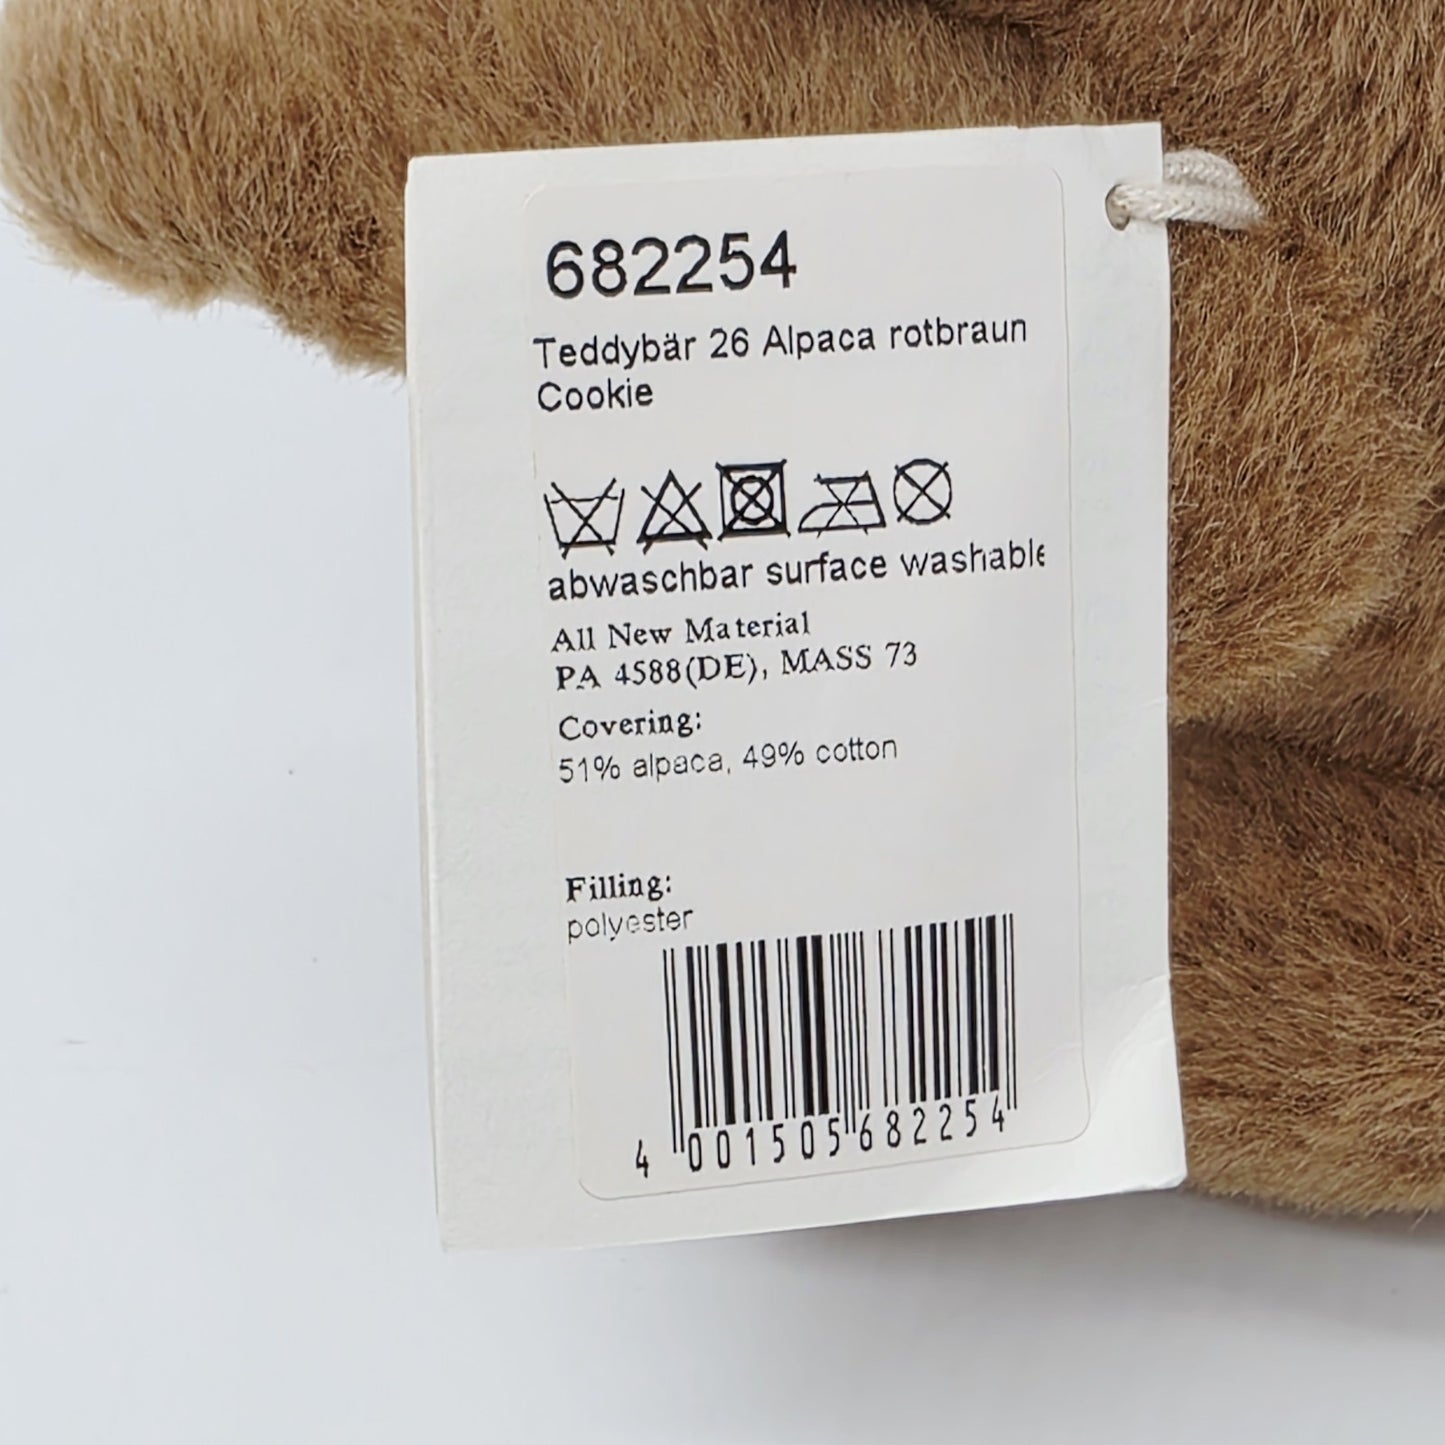 682254
Teddybär 26 Alpaca rotbraun
Cookie
abwaschbar surface washable
All New Material
PA 4588(DE), MASS 73
Covering:
51% alpaca, 49% cotton
Filling:
polyester
4 001505 682254